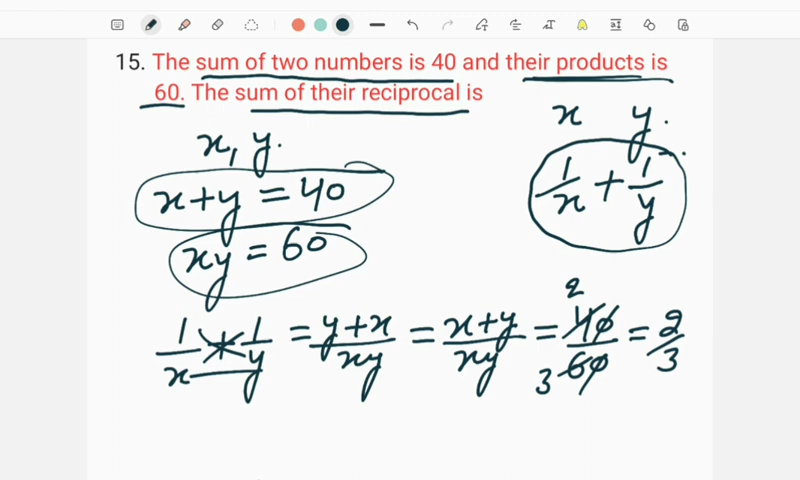 15. The sum of two numbers is 40 and their products is
60. The sum of their reciprocal is
x y.
x, y.
x+y = 40
1/x + 1/y
xy = 60
1/x + 1/y = y+x/xy = x+y/xy = 2 40/3 60 = 2/3